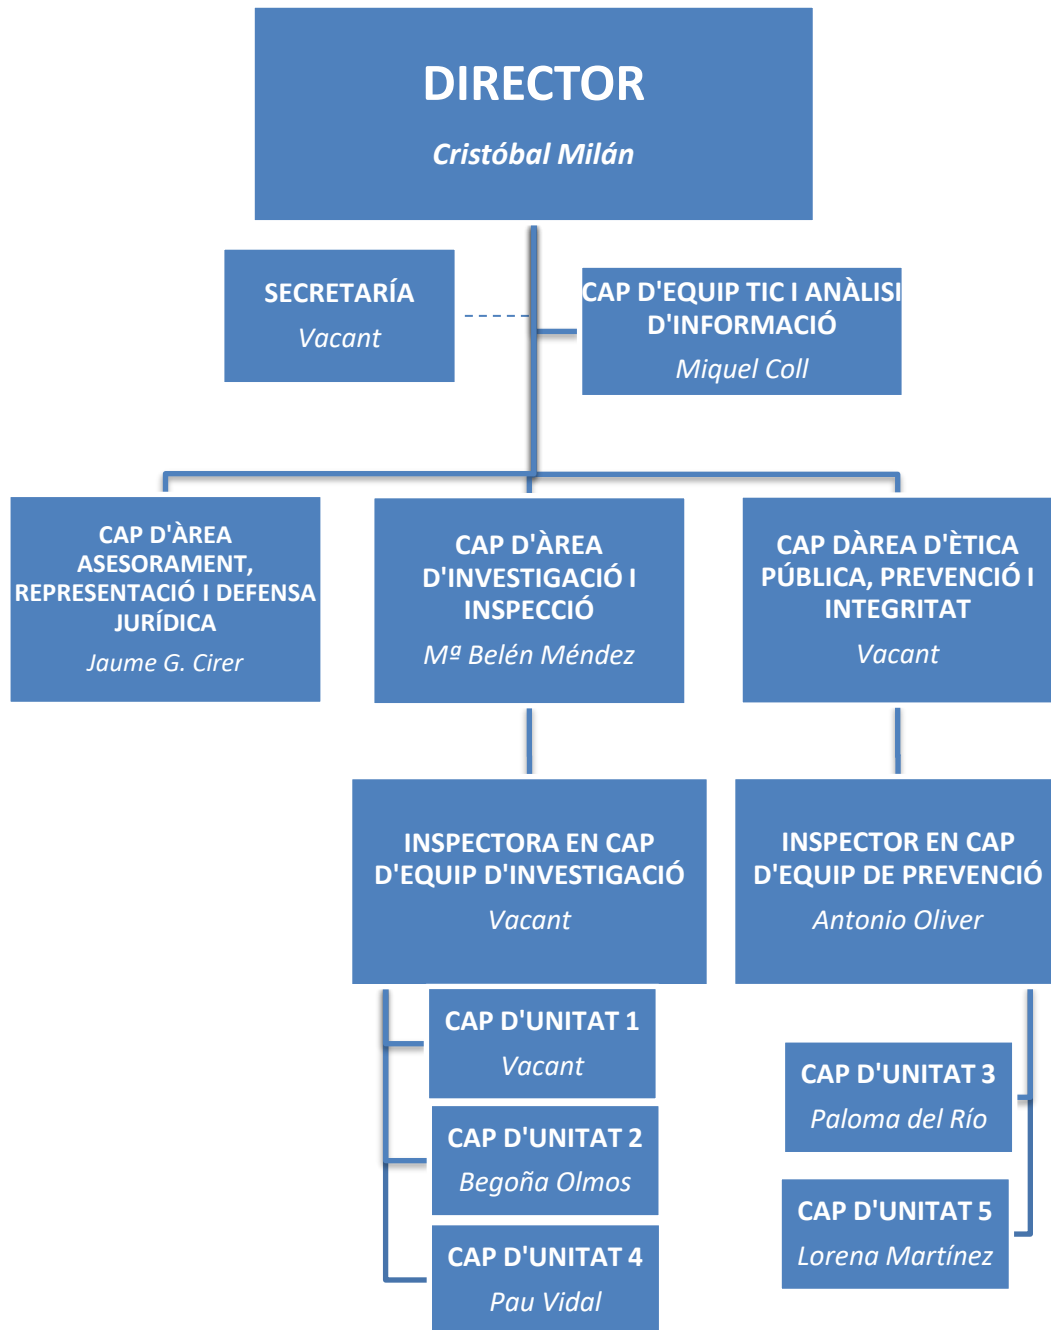 DIRECTOR
Cristóbal Milán
SECRETARÍA
Vacant
CAP D'EQUIP TIC I ANÀLISI
D'INFORMACIÓ
Miquel Coll
CAP D'ÀREA
ASESORAMENT,
REPRESENTACIÓ I DEFENSA
JURÍDICA
Jaume G. Cirer
CAP D'ÀREA
D'INVESTIGACIÓ I
INSPECCIÓ
Mª Belén Méndez
CAP DÀREA D'ÈTICA
PÚBLICA, PREVENCIÓ I
INTEGRITAT
Vacant
INSPECTORA EN CAP
D'EQUIP D'INVESTIGACIÓ
Vacant
INSPECTOR EN CAP
D'EQUIP DE PREVENCIÓ
Antonio Oliver
CAP D'UNITAT 1
Vacant
CAP D'UNITAT 2
Begoña Olmos
CAP D'UNITAT 4
Pau Vidal
CAP D'UNITAT 3
Paloma del Río
CAP D'UNITAT 5
Lorena Martínez